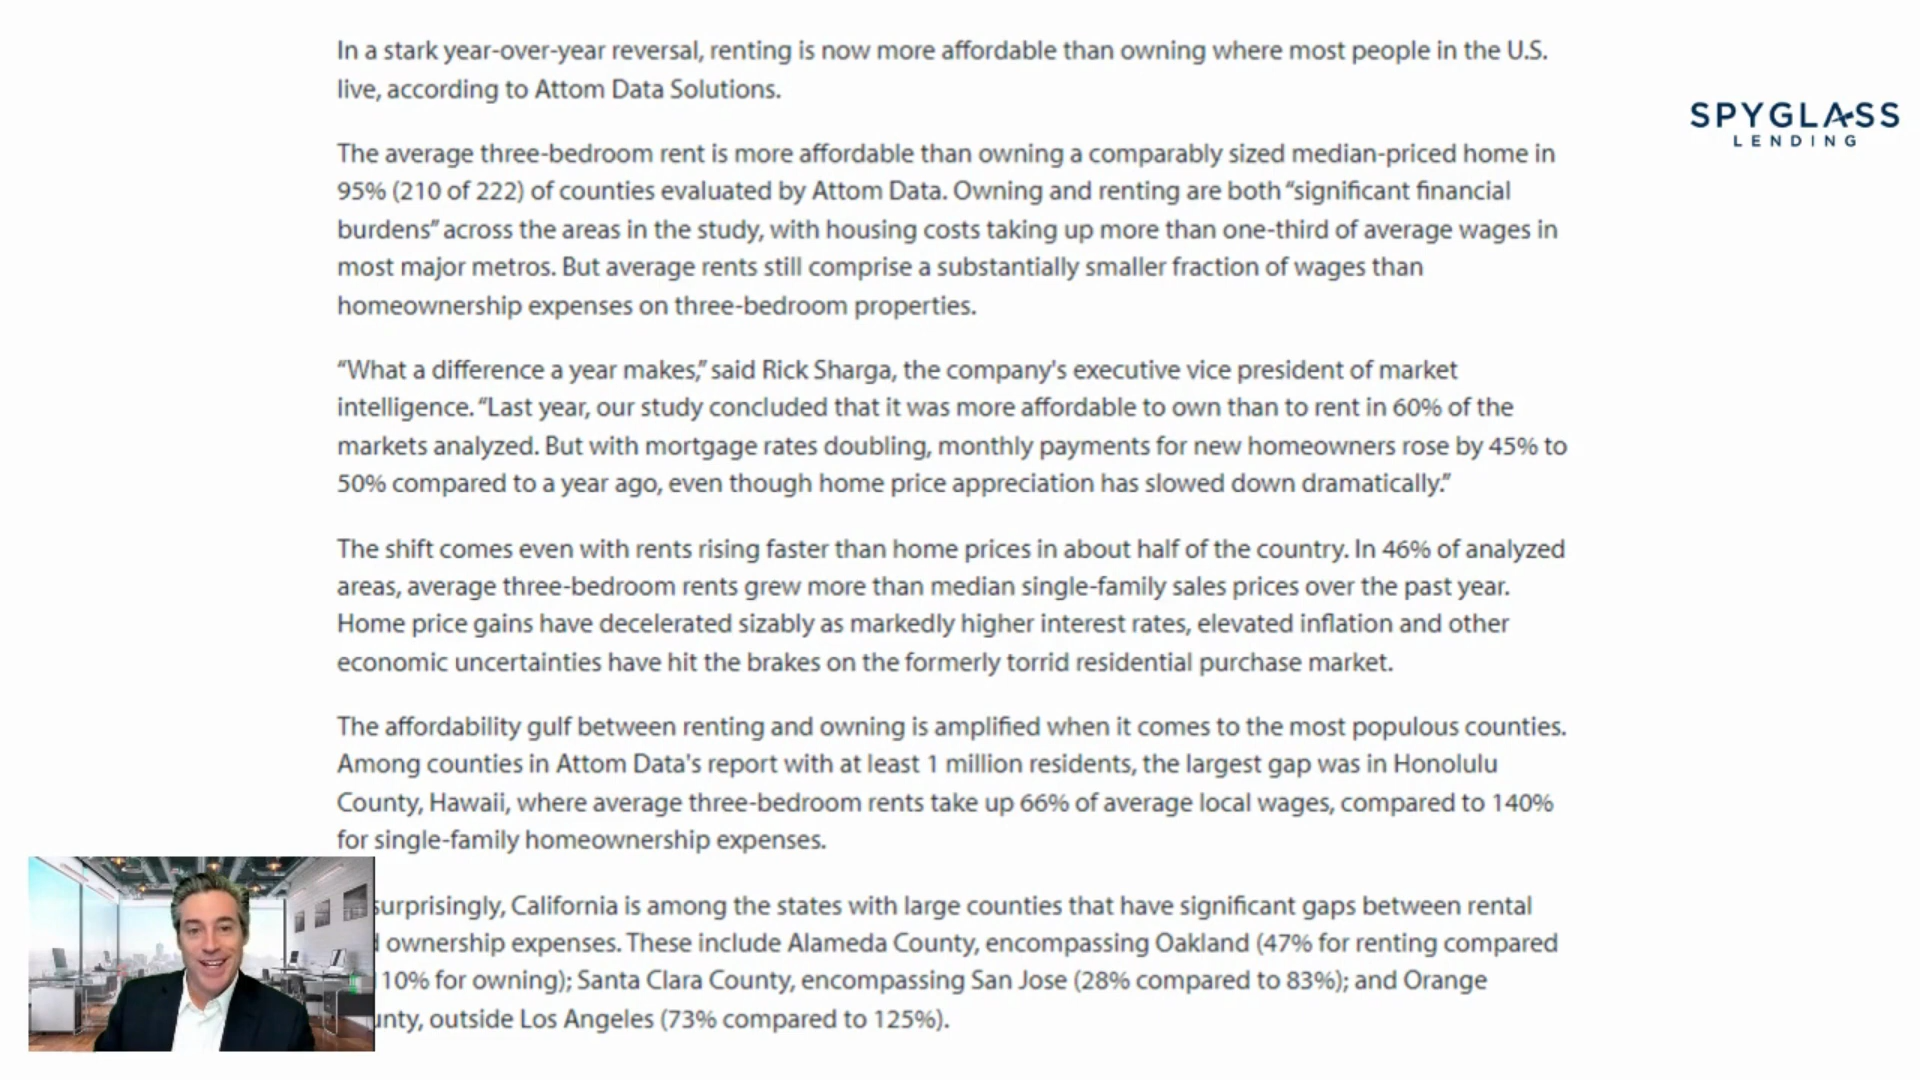 In a stark year-over-year reversal, renting is now more affordable than owning where most people in the U.S.
live, according to Attom Data Solutions.
SPYGLASS
LENDING
The average three-bedroom rent is more affordable than owning a comparably sized median-priced home in
95% (210 of 222) of counties evaluated by Attom Data. Owning and renting are both “significant financial
burdens” across the areas in the study, with housing costs taking up more than one-third of average wages in
most major metros. But average rents still comprise a substantially smaller fraction of wages than
homeownership expenses on three-bedroom properties.
“What a difference a year makes,” said Rick Sharga, the company's executive vice president of market
intelligence. “Last year, our study concluded that it was more affordable to own than to rent in 60% of the
markets analyzed. But with mortgage rates doubling, monthly payments for new homeowners rose by 45% to
50% compared to a year ago, even though home price appreciation has slowed down dramatically.”
The shift comes even with rents rising faster than home prices in about half of the country. In 46% of analyzed
areas, average three-bedroom rents grew more than median single-family sales prices over the past year.
Home price gains have decelerated sizably as markedly higher interest rates, elevated inflation and other
economic uncertainties have hit the brakes on the formerly torrid residential purchase market.
The affordability gulf between renting and owning is amplified when it comes to the most populous counties.
Among counties in Attom Data's report with at least 1 million residents, the largest gap was in Honolulu
County, Hawaii, where average three-bedroom rents take up 66% of average local wages, compared to 140%
for single-family homeownership expenses.
surprisingly, California is among the states with large counties that have significant gaps between rental
ownership expenses. These include Alameda County, encompassing Oakland (47% for renting compared
10% for owning); Santa Clara County, encompassing San Jose (28% compared to 83%); and Orange
unty, outside Los Angeles (73% compared to 125%).